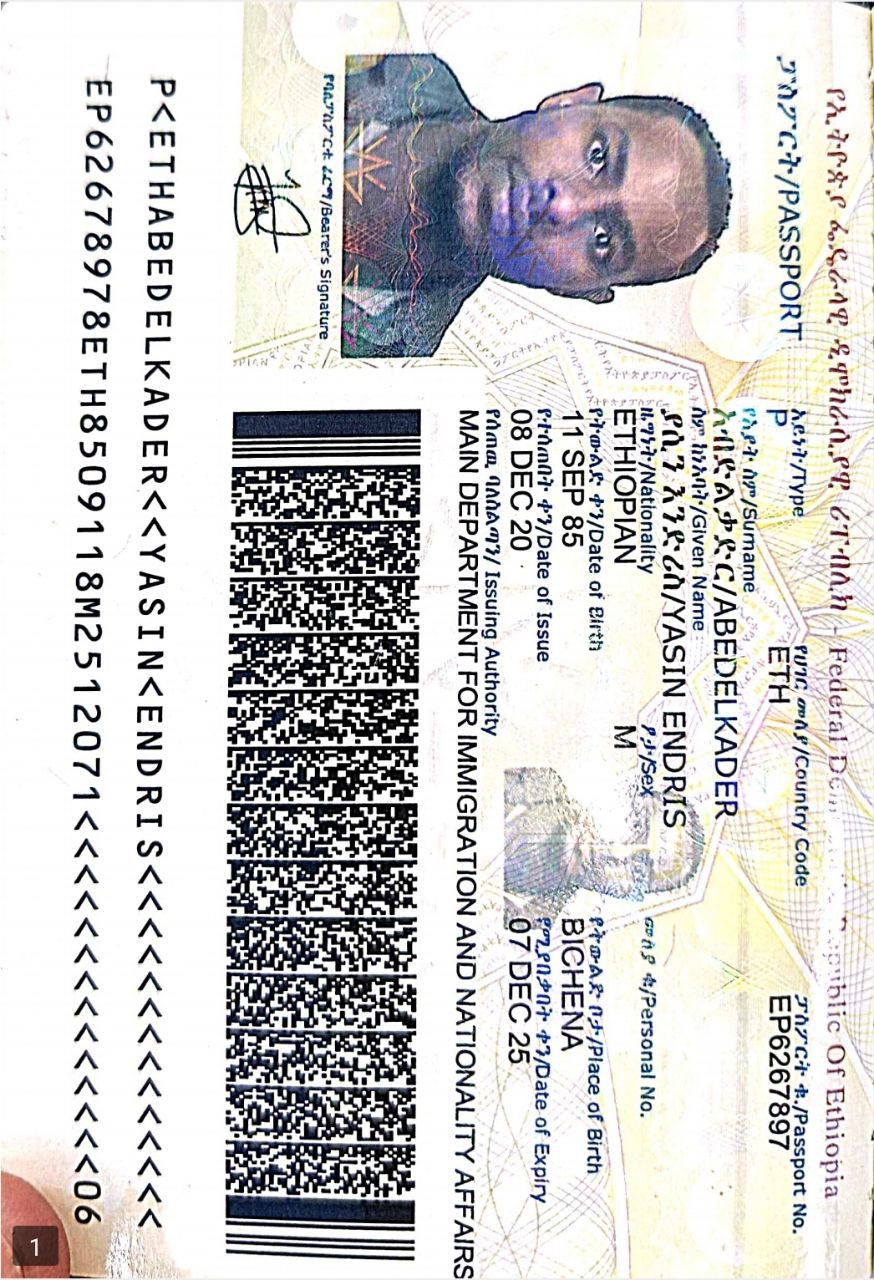 የኢትዮጵያ ፌዴራላዊ ዲሞክራሲያዊ ሪፐብሊክ - Federal Republic Of Ethiopia
ፓስፖርት/PASSPORT
አይነት/Type
P
የሀገር መለያ/Country Code
ETH
ፓስፖርት ቁ./Passport No.
EP6267897
የአያት ስም/Surname
አብድልቃድር/ABEDELKADER
ስም ከነአባት/Given Name
ያሲን እንድሪስ/YASIN ENDRIS
ዜግነት/Nationality
ETHIOPIAN
ፆታ/Sex
M
መለያ ቁ/Personal No.
የትውልድ ቀን/Date of Birth
11 SEP 85
የትውልድ ቦታ/Place of Birth
BICHENA
የተሰጠበት ቀን/Date of Issue
08 DEC 20
የሚያበቃበት ቀን/Date of Expiry
07 DEC 25
የሰጠዉ ባለስልጣን/ Issuing Authority
MAIN DEPARTMENT FOR IMMIGRATION AND NATIONALITY AFFAIRS
የባለፓስፖርቱ ፊርማ/Bearer's Signature
P<ETHABEDELKADER<<YASIN<ENDRIS<<<<<<<<<<<<<<
EP62678978ETH8509118M2512071<<<<<<<<<<<<<<06
1